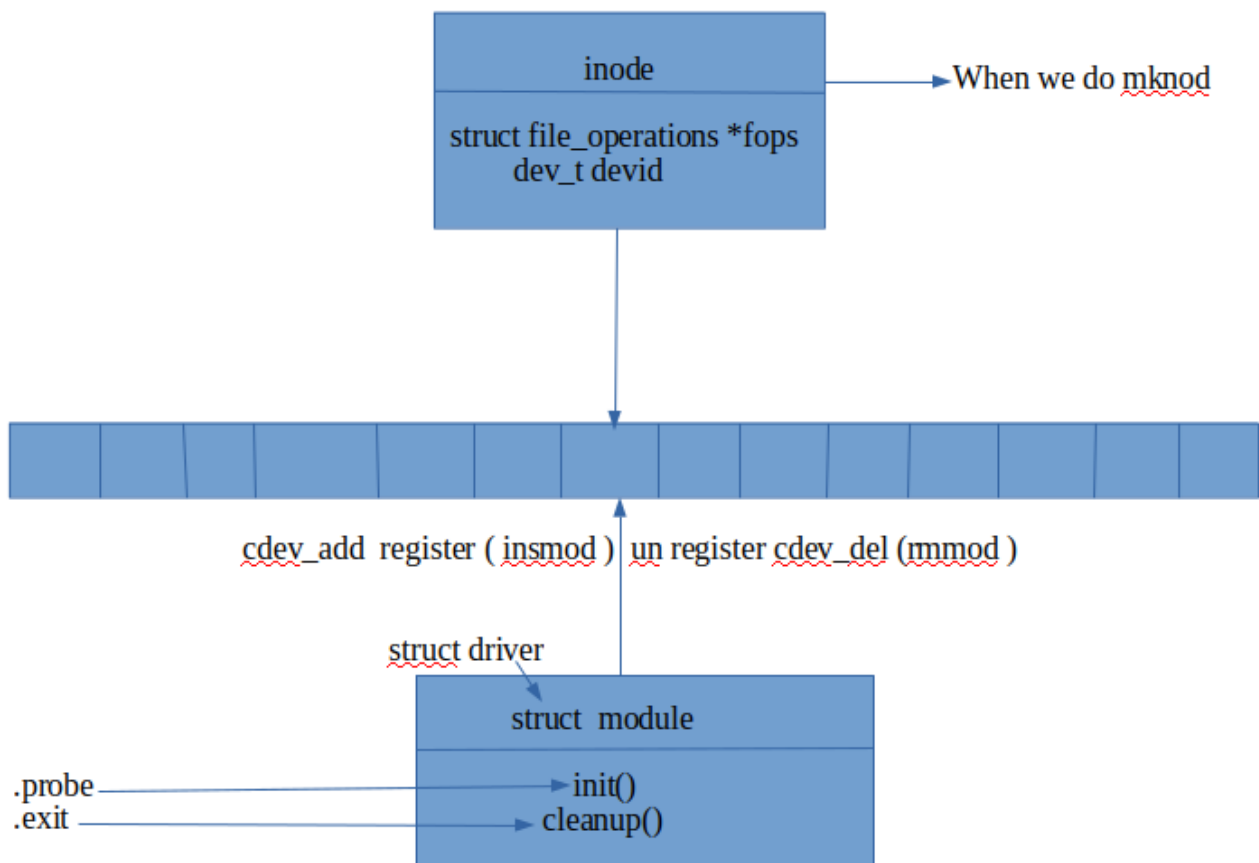 inode
When we do mknod
struct file_operations *fops
dev_t devid
cdev_add register ( insmod ) un register cdev_del (rmmod )
struct driver
struct module
.probe init()
.exit cleanup()